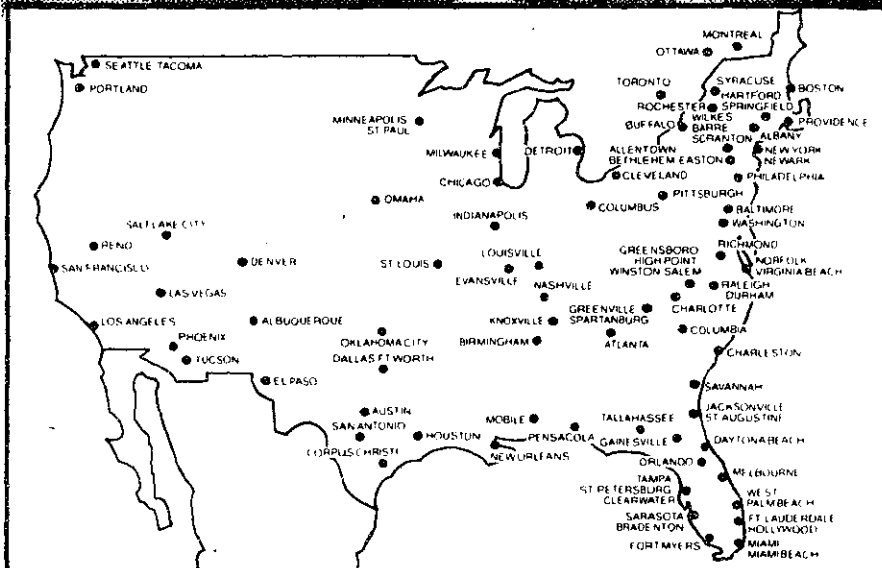 MONTREAL
OTTAWA
SEATTLE TACOMA
PORTLAND
TORONTO
SYRACUSE
BOSTON
HARTFORD
ROCHESTER
SPRINGFIELD
MINNEAPOLIS
ST PAUL
BUFFALO
WILKES
BARRE
SCRANTON
PROVIDENCE
ALBANY
MILWAUKEE
DETROIT
ALLENTOWN
BETHLEHEM EASTON
NEW YORK
NEWARK
CHICAGO
CLEVELAND
PHILADELPHIA
OMAHA
PITTSBURGH
COLUMBUS
BALTIMORE
INDIANAPOLIS
WASHINGTON
SALT LAKE CITY
RENO
RICHMOND
SAN FRANCISCO
DENVER
ST LOUIS
LOUISVILLE
EVANSVILLE
GREENSBORO
HIGH POINT
WINSTON SALEM
NORFOLK
VIRGINIA BEACH
NASHVILLE
RALEIGH
DURHAM
LAS VEGAS
CHARLOTTE
GREENVILLE
SPARTANBURG
LOS ANGELES
ALBUQUERQUE
KNOXVILLE
COLUMBIA
PHOENIX
OKLAHOMA CITY
BIRMINGHAM
ATLANTA
TUCSON
DALLAS FT WORTH
CHARLESTON
EL PASO
SAVANNAH
AUSTIN
MOBILE
TALLAHASSEE
JACKSONVILLE
ST AUGUSTINE
SAN ANTONIO
HOUSTON
PENSACOLA
GAINESVILLE
DAYTONA BEACH
CORPUS CHRISTI
NEW ORLEANS
ORLANDO
MELBOURNE
TAMPA
ST PETERSBURG
CLEARWATER
WEST
PALM BEACH
SARASOTA
BRADENTON
FT LAUDERDALE
HOLLYWOOD
FORT MYERS
MIAMI
MIAMI BEACH